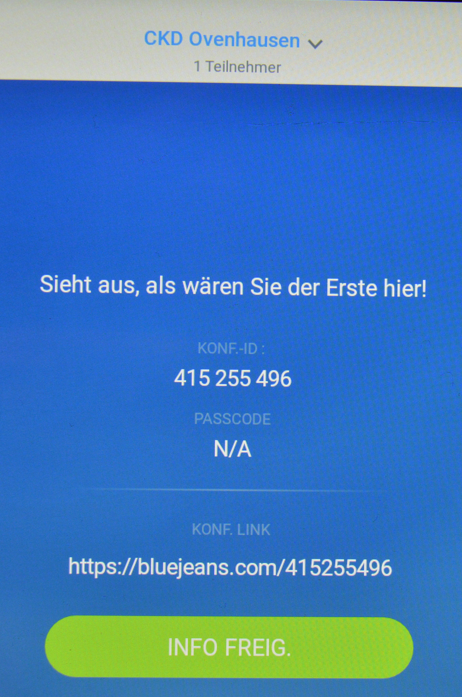 CKD Ovenhausen
1 Teilnehmer
Sieht aus, als wären Sie der Erste hier!
KONF.-ID :
415 255 496
PASSCODE
N/A
KONF. LINK
https://bluejeans.com/415255496
INFO FREIG.